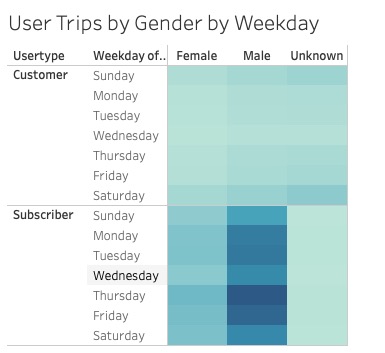 User Trips by Gender by Weekday
Usertype Weekday of.. Female Male Unknown
Customer Sunday
Monday
Tuesday
Wednesday
Thursday
Friday
Saturday
Subscriber Sunday
Monday
Tuesday
Wednesday
Thursday
Friday
Saturday